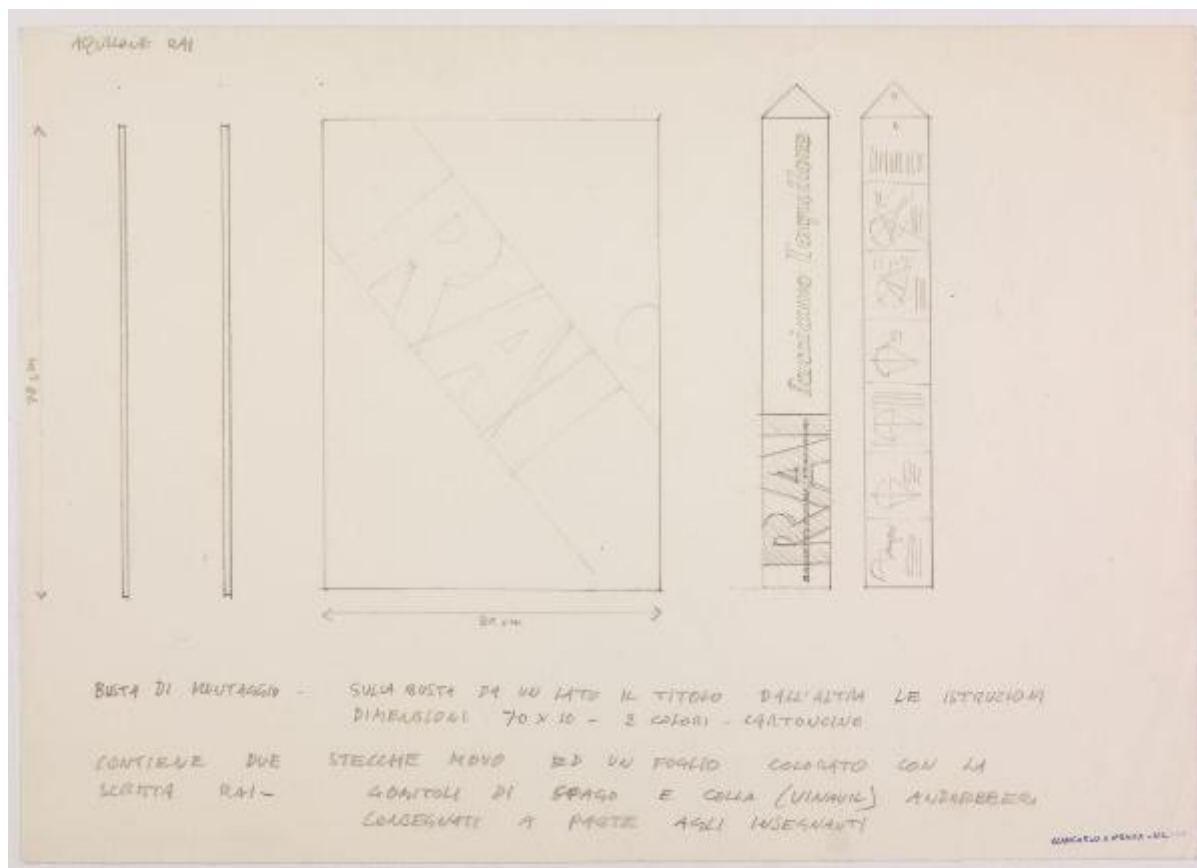 AQUILONE RAI
70 cm
RAI
facciamo l'aquilone
RAI
50 cm
BUSTA DI MONTAGGIO - SULLA BUSTA DA UN LATO IL TITOLO DALL'ALTRA LE ISTRUZIONI
DIMENSIONI 70 X 10 - 2 COLORI - CARTONCINO
CONTIENE DUE STECCHE MOVO ED UN FOGLIO COLORATO CON LA
SCRITTA RAI - GOMITOLI DI SPAGO E COLLA (VINAVIL) ANDREBBERO
CONSEGNATI A PARTE AGLI INSEGNANTI